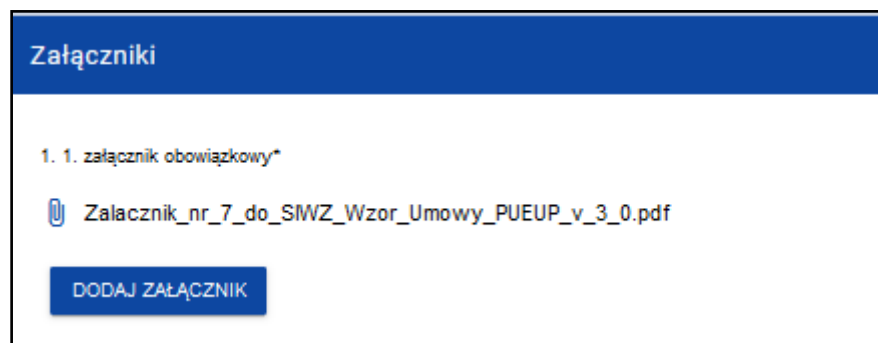 Załączniki
1. 1. załącznik obowiązkowy*
Zalacznik_nr_7_do_SIWZ_Wzor_Umowy_PUEUP_v_3_0.pdf
DODAJ ZAŁĄCZNIK